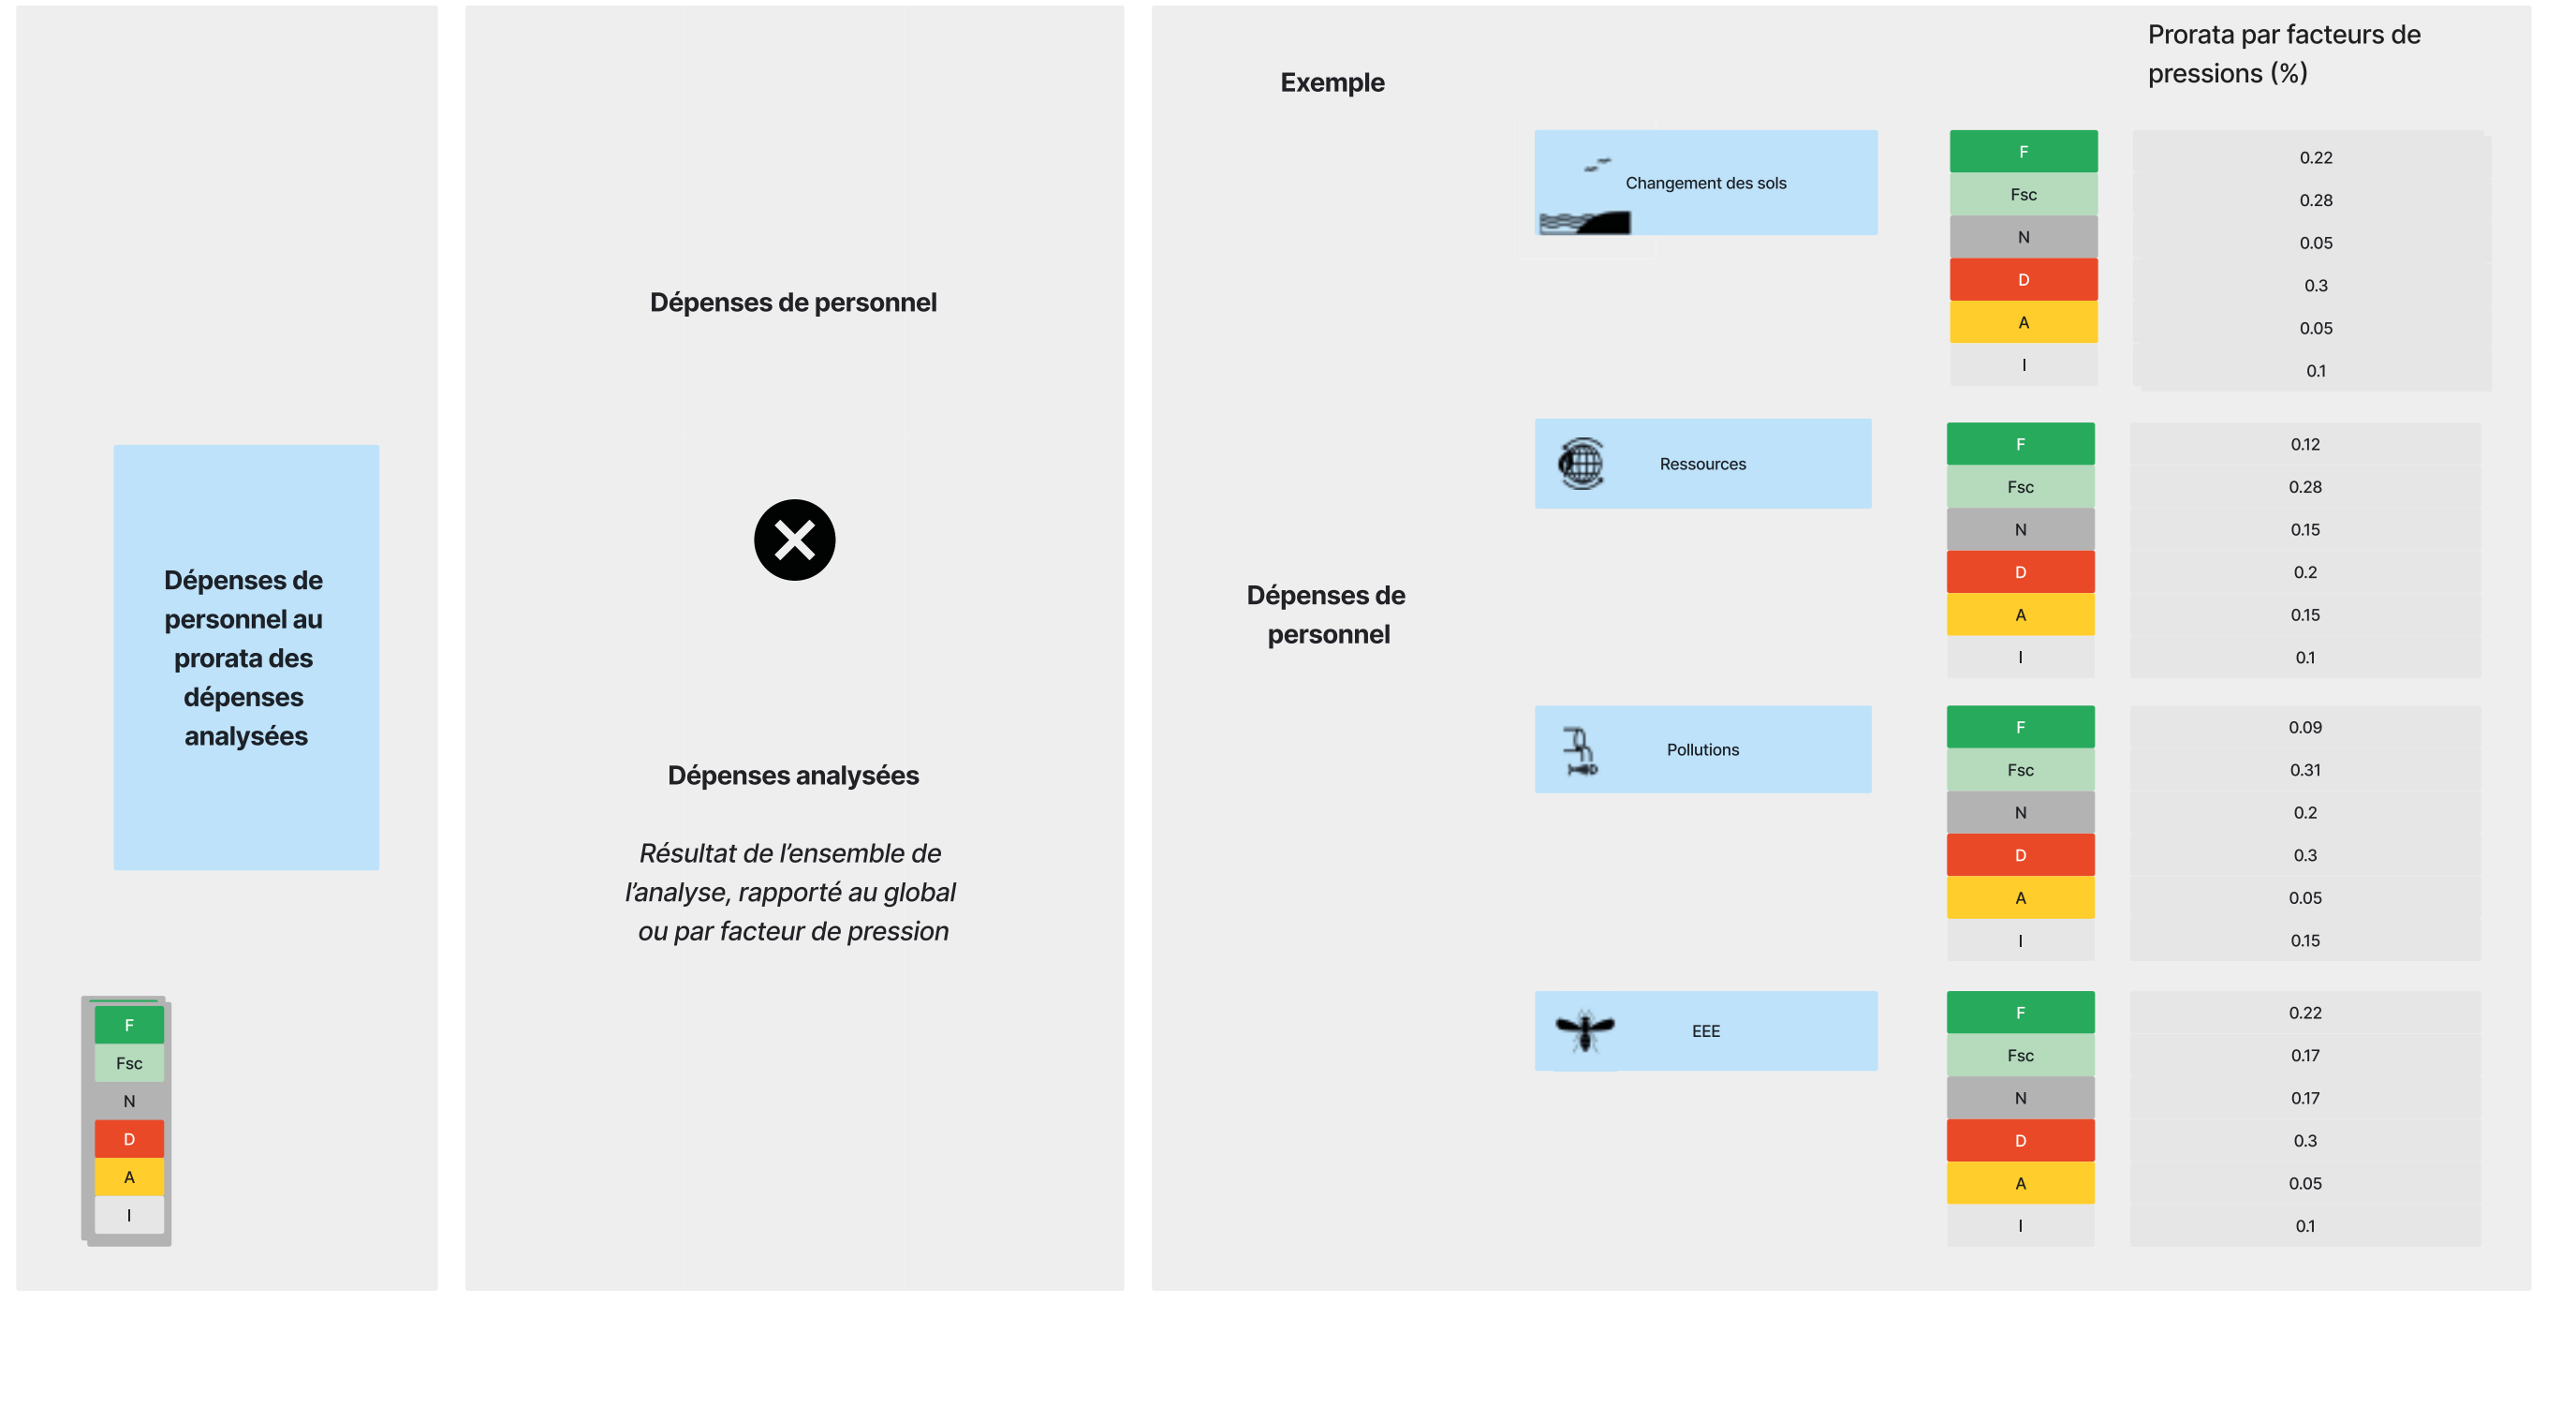 Dépenses de
personnel au
prorata des
dépenses
analysées
F
Fsc
N
D
A
I
Dépenses de personnel
Dépenses analysées
Résultat de l’ensemble de
l’analyse, rapporté au global
ou par facteur de pression
Exemple
Prorata par facteurs de
pressions (%)
Dépenses de
personnel
Changement des sols
F 0.22
Fsc 0.28
N 0.05
D 0.3
A 0.05
I 0.1
Ressources
F 0.12
Fsc 0.28
N 0.15
D 0.2
A 0.15
I 0.1
Pollutions
F 0.09
Fsc 0.31
N 0.2
D 0.3
A 0.05
I 0.15
EEE
F 0.22
Fsc 0.17
N 0.17
D 0.3
A 0.05
I 0.1